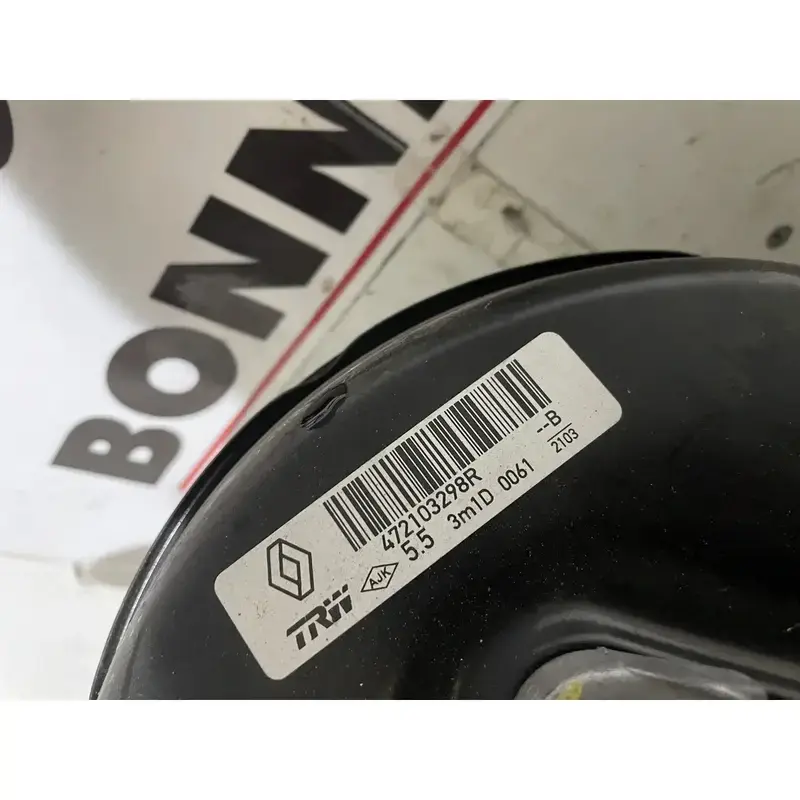 BONN
472103298R
--B
5.5 3m1D 0061 2103
TRW AJK